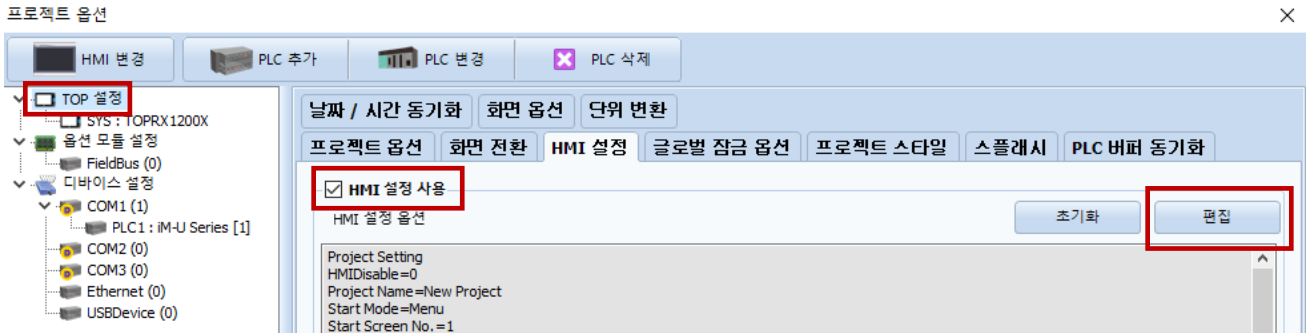 프로젝트 옵션
HMI 변경
PLC 추가
PLC 변경
PLC 삭제
TOP 설정
SYS : TOPRX1200X
옵션 모듈 설정
FieldBus (0)
디바이스 설정
COM1 (1)
PLC1 : iM-U Series [1]
COM2 (0)
COM3 (0)
Ethernet (0)
USBDevice (0)
날짜 / 시간 동기화 화면 옵션 단위 변환
프로젝트 옵션 화면 전환 HMI 설정 글로벌 잠금 옵션 프로젝트 스타일 스플래시 PLC 버퍼 동기화
HMI 설정 사용
HMI 설정 옵션
초기화
편집
Project Setting
HMIDisable=0
Project Name=New Project
Start Mode=Menu
Start Screen No.=1